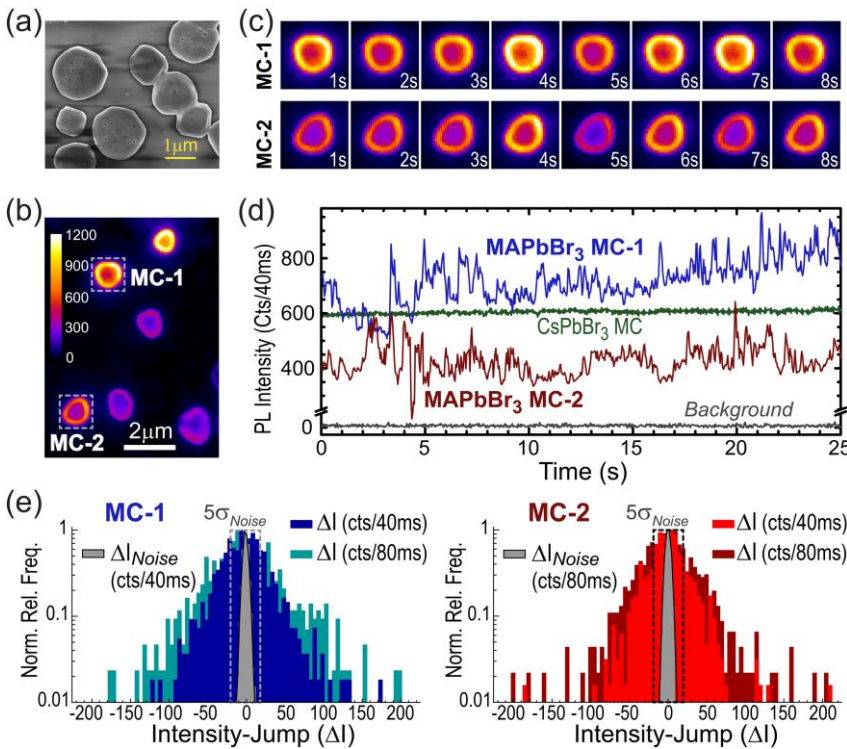 (a)
1μm
(c)
MC-1
1s 2s 3s 4s 5s 6s 7s 8s
MC-2
1s 2s 3s 4s 5s 6s 7s 8s
(b)
1200
900
600
300
0
MC-1
MC-2
2μm
(d)
PL Intensity (Cts/40ms)
800
600
400
0
MAPbBr₃ MC-1
CsPbBr₃ MC
MAPbBr₃ MC-2
Background
0 5 10 15 20 25
Time (s)
(e)
MC-1
5σNoise
ΔI (cts/40ms)
ΔI (cts/80ms)
ΔINoise
(cts/40ms)
Norm. Rel. Freq.
1
0.1
0.01
-200 -100 -50 0 50 100 200
Intensity-Jump (ΔI)
MC-2
5σNoise
ΔI (cts/40ms)
ΔI (cts/80ms)
ΔINoise
(cts/80ms)
Norm. Rel. Freq.
1
0.1
0.01
-200 -100 -50 0 50 100 200
Intensity-Jump (ΔI)